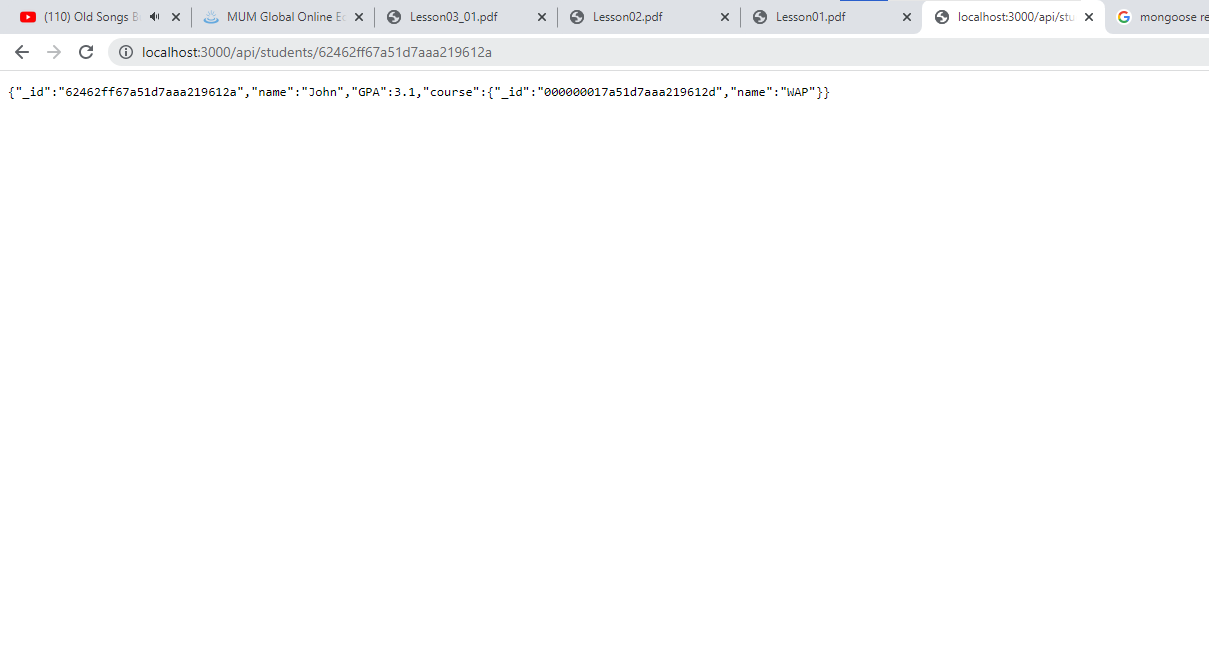 (110) Old Songs
MUM Global Online
Lesson03_01.pdf
Lesson02.pdf
Lesson01.pdf
localhost:3000/api/stu
mongoose re
localhost:3000/api/students/62462ff67a51d7aaa219612a
{"_id":"62462ff67a51d7aaa219612a","name":"John","GPA":3.1,"course":{"_id":"000000017a51d7aaa219612d","name":"WAP"}}